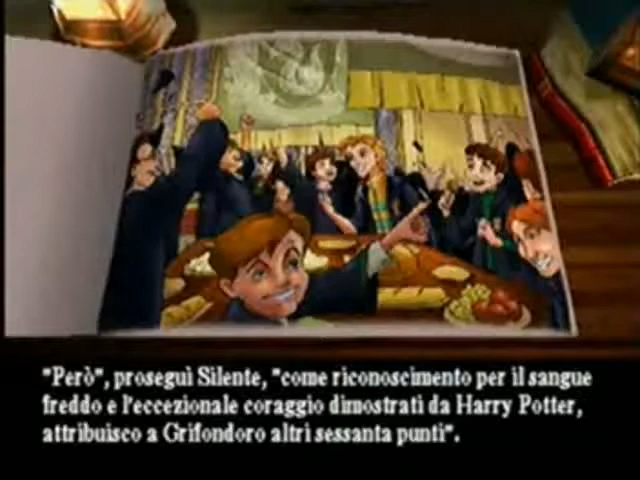 "Però", proseguì Silente, "come riconoscimento per il sangue
freddo e l'eccezionale coraggio dimostrati da Harry Potter,
attribuisco a Grifondoro altri sessanta punti".